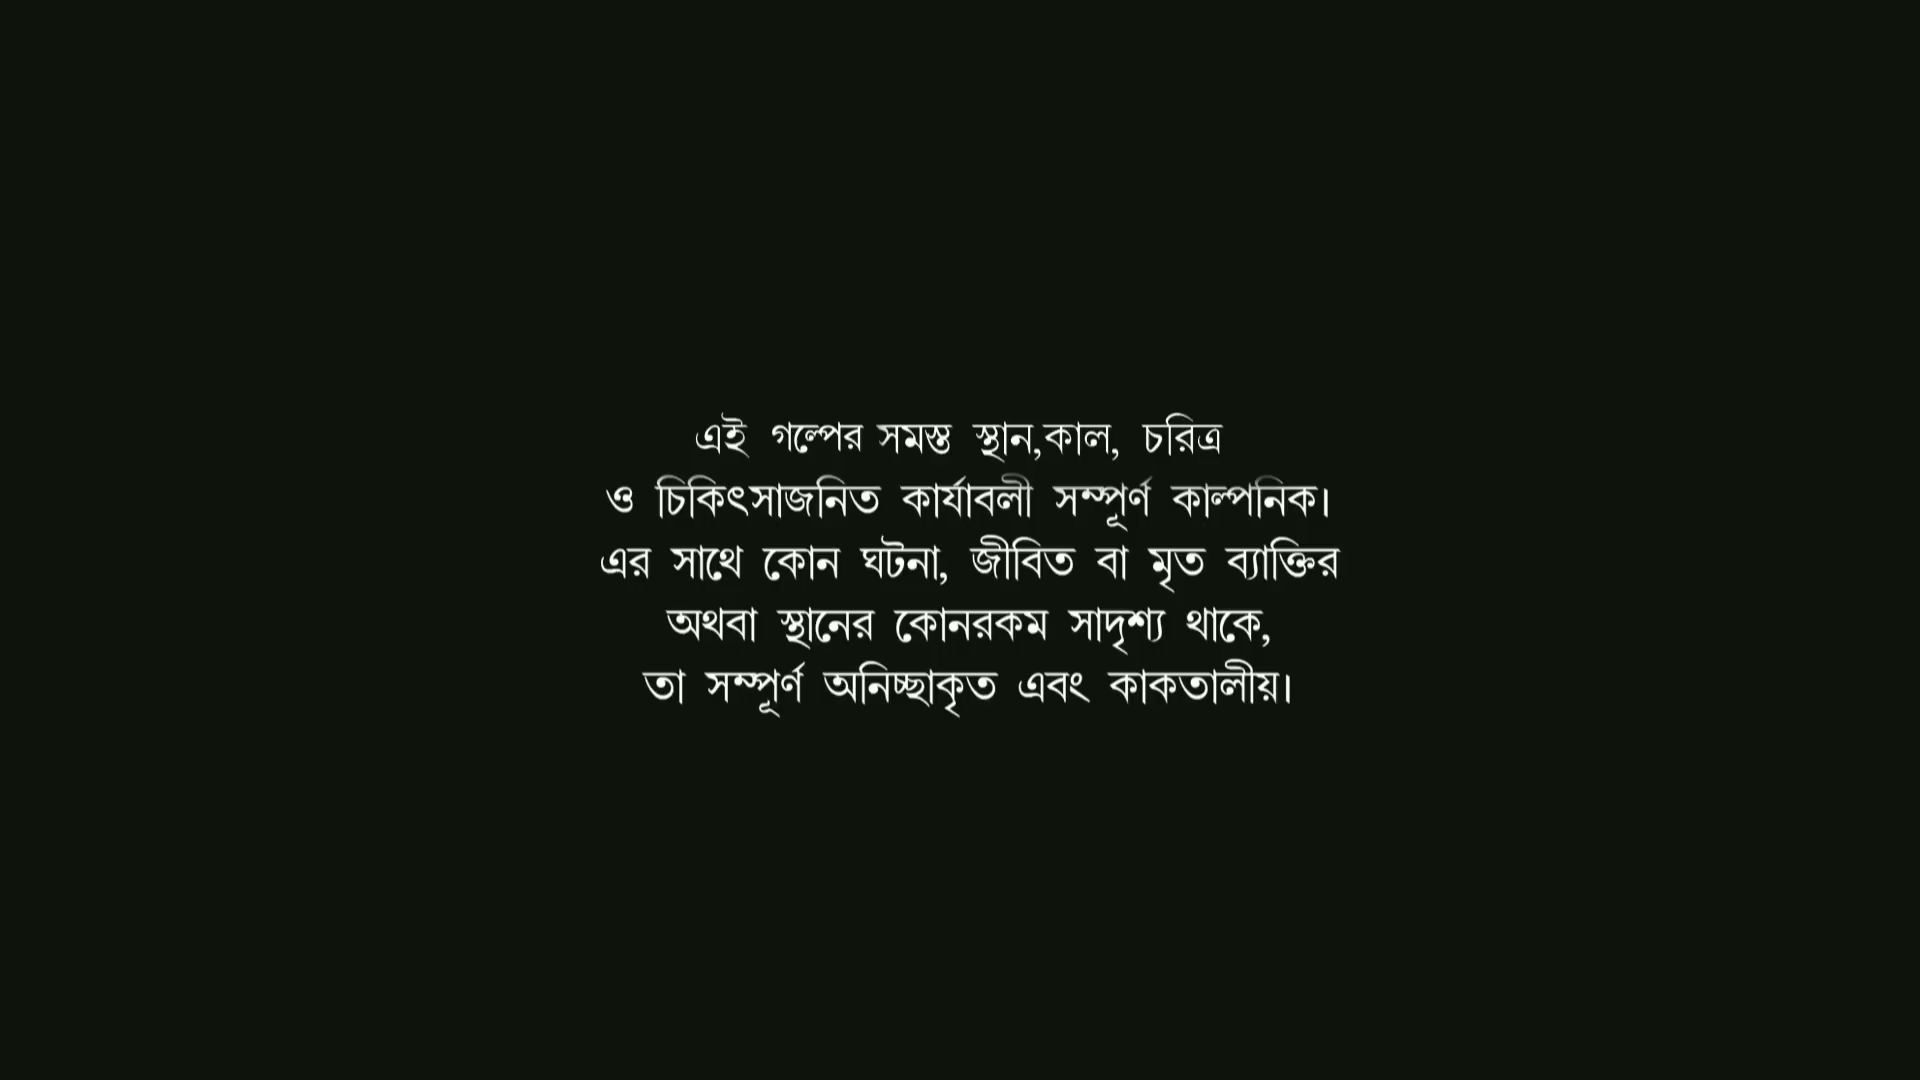 এই গল্পের সমস্ত স্থান,কাল, চরিত্র
ও চিকিৎসাজনিত কার্যাবলী সম্পূর্ণ কাল্পনিক।
এর সাথে কোন ঘটনা, জীবিত বা মৃত ব্যাক্তির
অথবা স্থানের কোনরকম সাদৃশ্য থাকে,
তা সম্পূর্ণ অনিচ্ছাকৃত এবং কাকতালীয়।